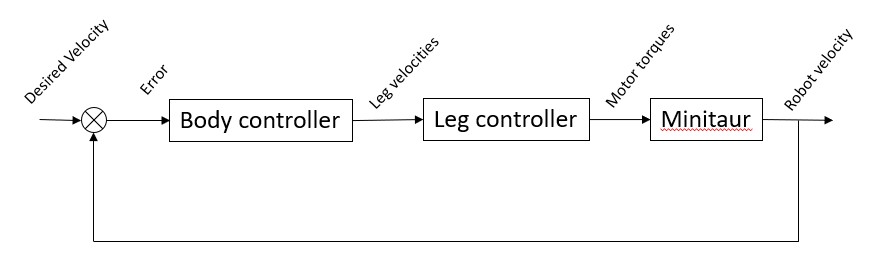 Desired Velocity
Error
Body controller
Leg velocities
Leg controller
Motor torques
Minitaur
Robot velocity